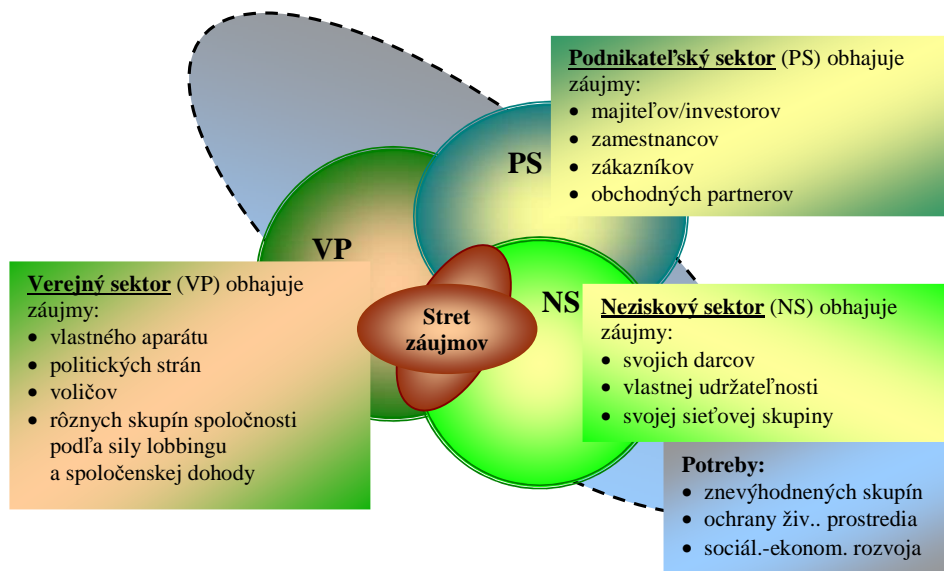 Podnikateľský sektor (PS) obhajuje
záujmy:
• majiteľov/investorov
• zamestnancov
• zákazníkov
• obchodných partnerov
PS
VP
Verejný sektor (VP) obhajuje
záujmy:
• vlastného aparátu
• politických strán
• voličov
• rôznych skupín spoločnosti
podľa sily lobbingu
a spoločenskej dohody
Stret
záujmov
NS
Neziskový sektor (NS) obhajuje
záujmy:
• svojich darcov
• vlastnej udržateľnosti
• svojej sieťovej skupiny
Potreby:
• znevýhodnených skupín
• ochrany živ.. prostredia
• sociál.-ekonom. rozvoja